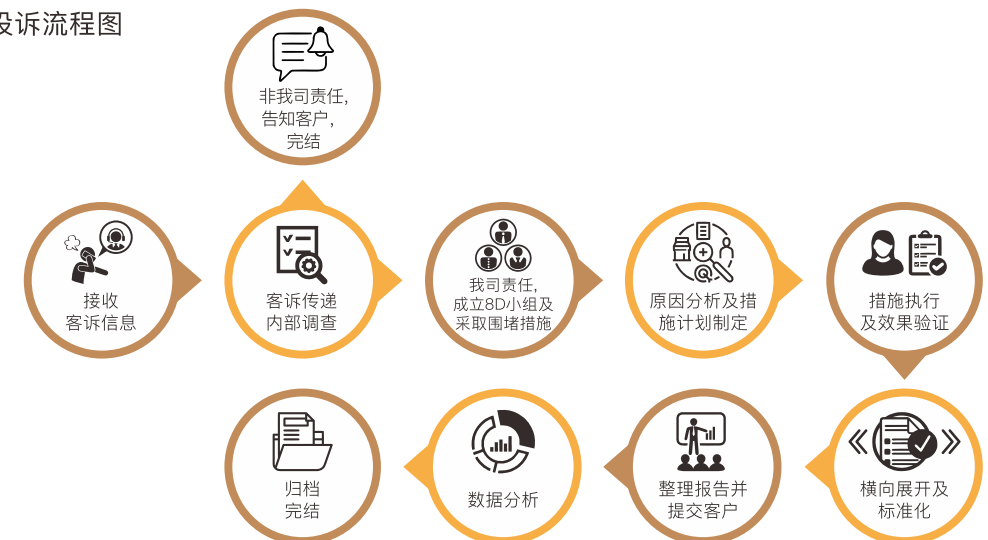 投诉流程图
非我司责任,
告知客户,
完结
接收
客诉信息
客诉传递
内部调查
我司责任,
成立8D小组及
采取围堵措施
原因分析及措
施计划制定
措施执行
及效果验证
横向展开及
标准化
整理报告并
提交客户
数据分析
归档
完结